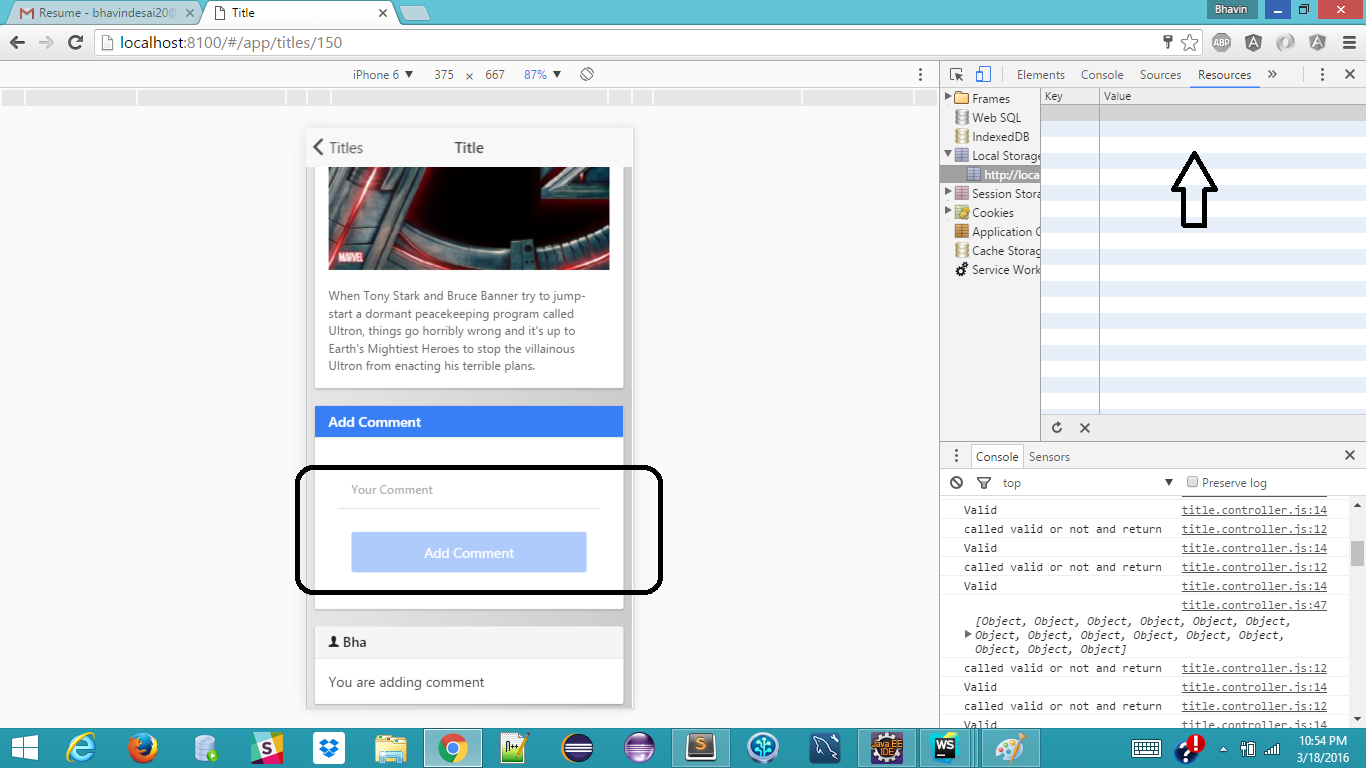 Resume - bhavindesai20@
Title
Bhavin
localhost:8100/#/app/titles/150
ABP
iPhone 6 ▼ 375 x 667 87% ▼
Elements Console Sources Resources »
Frames
Web SQL
IndexedDB
Local Storage
http://loca
Session Stora
Cookies
Application C
Cache Storag
Service Work
Key Value
Titles
Title
MARVEL
When Tony Stark and Bruce Banner try to jump-
start a dormant peacekeeping program called
Ultron, things go horribly wrong and it's up to
Earth's Mightiest Heroes to stop the villainous
Ultron from enacting his terrible plans.
Add Comment
Your Comment
Add Comment
Bha
You are adding comment
Console Sensors
top ▼ Preserve log
Valid title.controller.js:14
called valid or not and return title.controller.js:12
Valid title.controller.js:14
called valid or not and return title.controller.js:12
Valid title.controller.js:14
title.controller.js:47
[Object, Object, Object, Object, Object, Object,
Object, Object, Object, Object, Object, Object,
Object, Object, Object]
called valid or not and return title.controller.js:12
Valid title.controller.js:14
called valid or not and return title.controller.js:12
Valid title.controller.js:14
S
N++
S
Java EE
IDE
WS
10:54 PM
3/18/2016